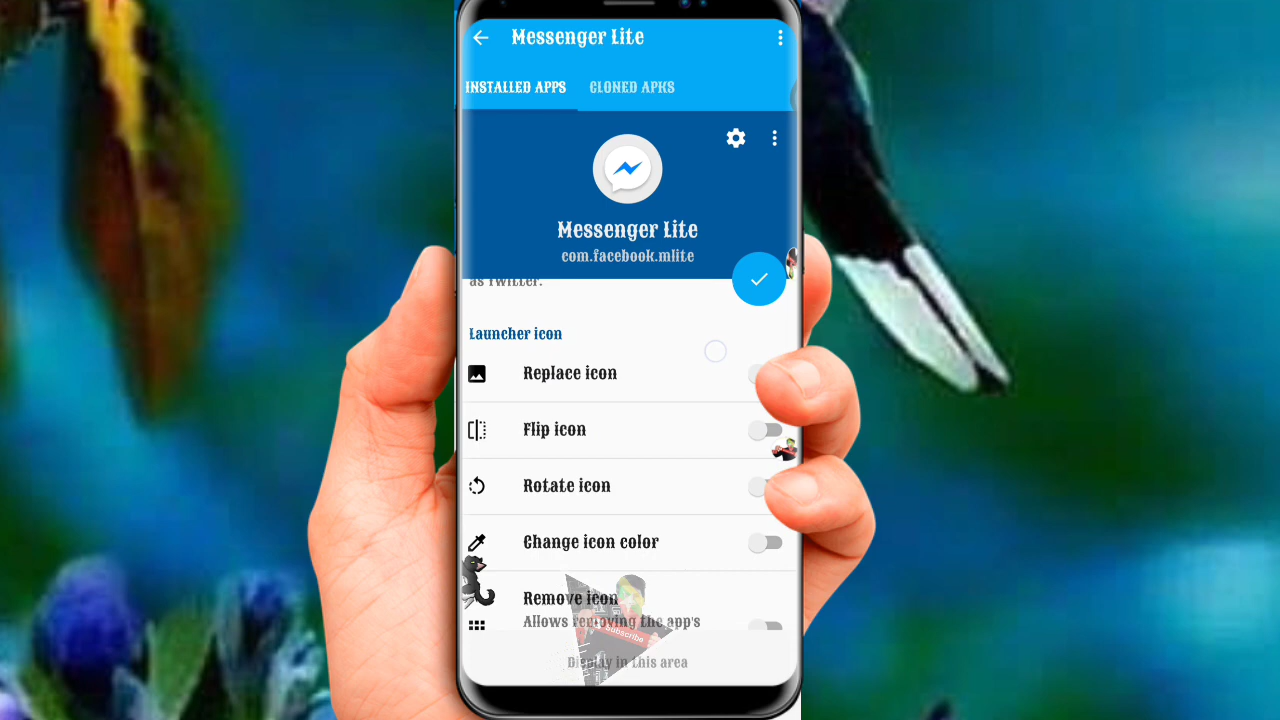 Messenger Lite
INSTALLED APPS CLONED APKS
Messenger Lite
com.facebook.mlite
as Twitter.
Launcher icon
Replace icon
Flip icon
Rotate icon
Change icon color
Remove icon
Allows removing the app's
subscribe
Display in this area